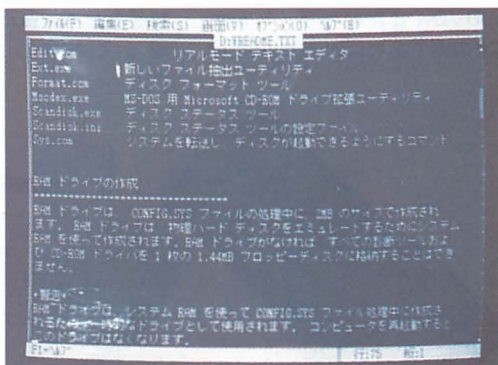 ファイル(F) 編集(E) 検索(S) 画面(V) オプション(O) ヘルプ(H)
D:¥README.TXT
Edit.com リアルモード テキスト エディタ
Ext.exe 新しいファイル抽出ユーティリティ
Format.com ディスク フォーマット ツール
Mscdex.exe MS-DOS 用 Microsoft CD-ROM ドライブ拡張ユーティリティ
Scandisk.exe ディスク ステータス ツール
Scandisk.ini ディスク ステータス ツールの設定ファイル
Sys.com システムを転送し、ディスクが起動できるようにするコマンド
RAM ドライブの作成
RAM ドライブは、CONFIG.SYS ファイルの処理中に、2MB のサイズで作成され
ます。RAM ドライブは、物理ハード ディスクをエミュレートするためにシステム
RAM を使って作成されます。RAM ドライブがなければ、すべての診断ツールおよ
び CD-ROM ドライバを 1 枚の 1.44MB フロッピーディスクに格納することはでき
ません。
RAM ドライブは、システム RAM を使って CONFIG.SYS ファイル処理中に作成さ
れるため、一時的なドライブとして使用されます。コンピュータを再起動すると
このドライブはなくなります。
F1=ヘルプ 行:75 桁:1